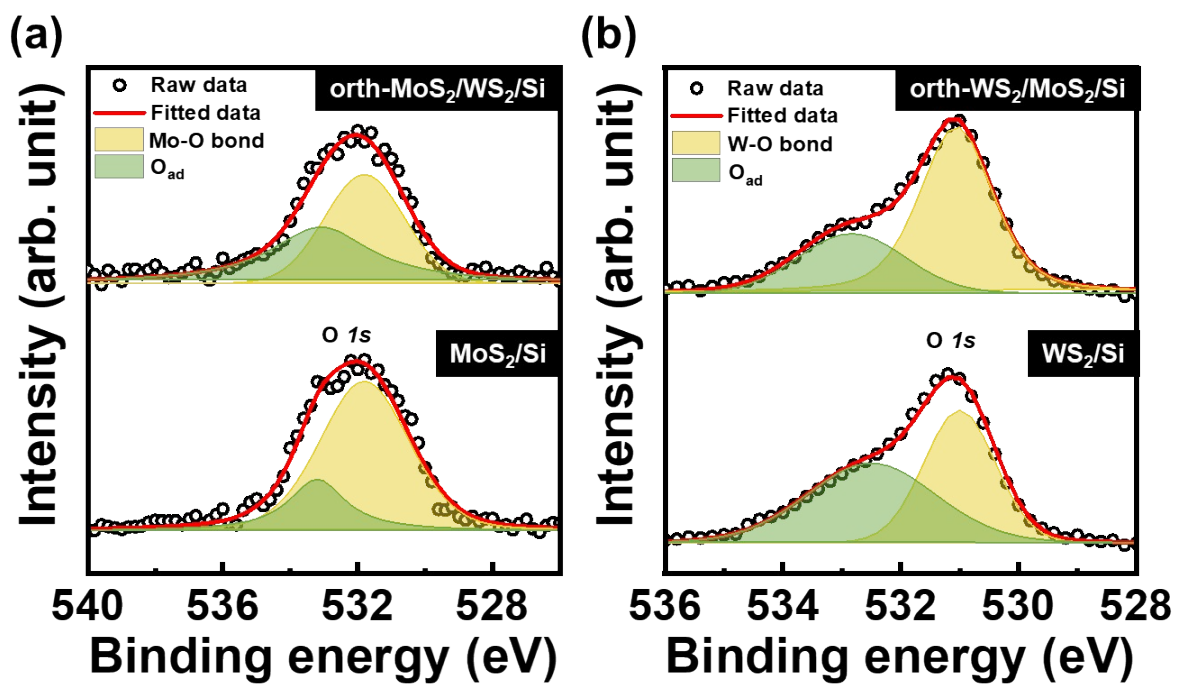 (a)
Raw data
Fitted data
Mo-O bond
O_ad
orth-MoS₂/WS₂/Si
O 1s
MoS₂/Si
Intensity (arb. unit)
540 536 532 528
Binding energy (eV)
(b)
Raw data
Fitted data
W-O bond
O_ad
orth-WS₂/MoS₂/Si
O 1s
WS₂/Si
Intensity (arb. unit)
536 534 532 530 528
Binding energy (eV)